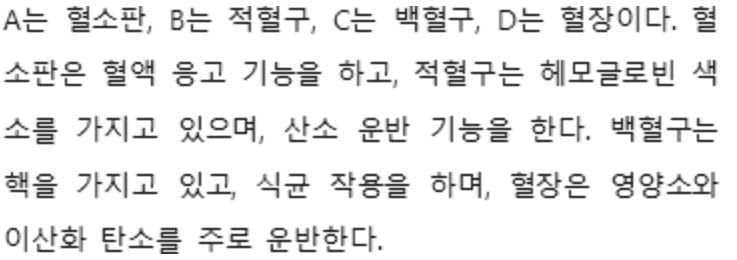 A는 혈소판, B는 적혈구, C는 백혈구, D는 혈장이다. 혈
소판은 혈액 응고 기능을 하고, 적혈구는 헤모글로빈 색
소를 가지고 있으며, 산소 운반 기능을 한다. 백혈구는
핵을 가지고 있고, 식균 작용을 하며, 혈장은 영양소와
이산화 탄소를 주로 운반한다.